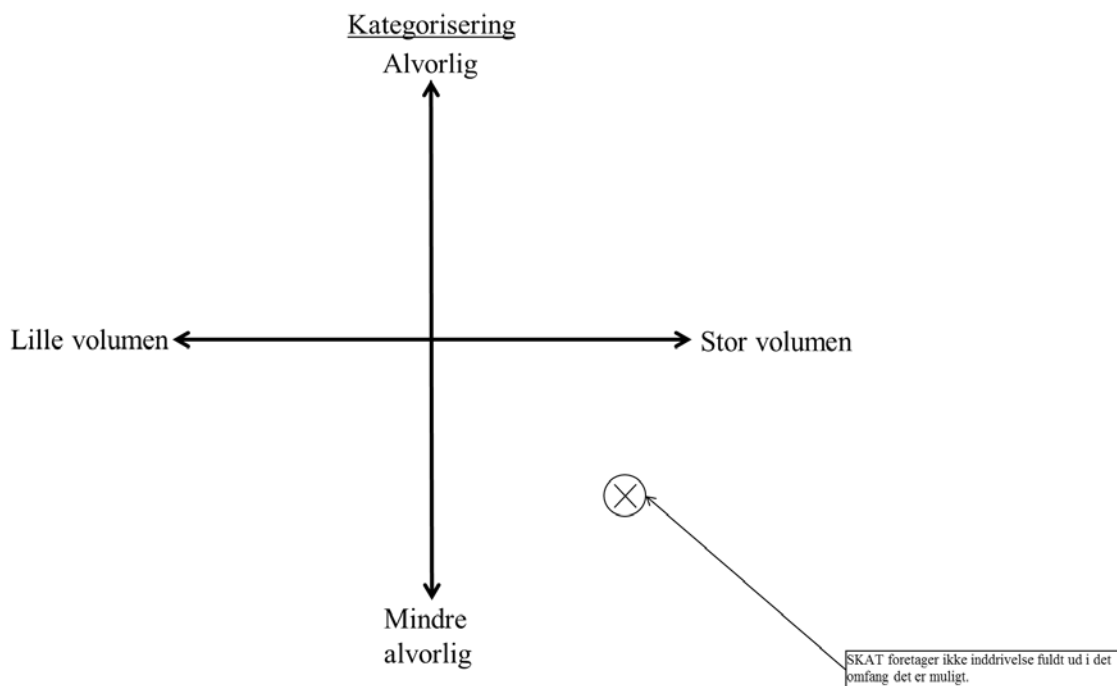 Kategorisering
Alvorlig
Lille volumen
Stor volumen
Mindre
alvorlig
SKAT foretager ikke inddrivelse fuldt ud i det
omfang det er muligt.